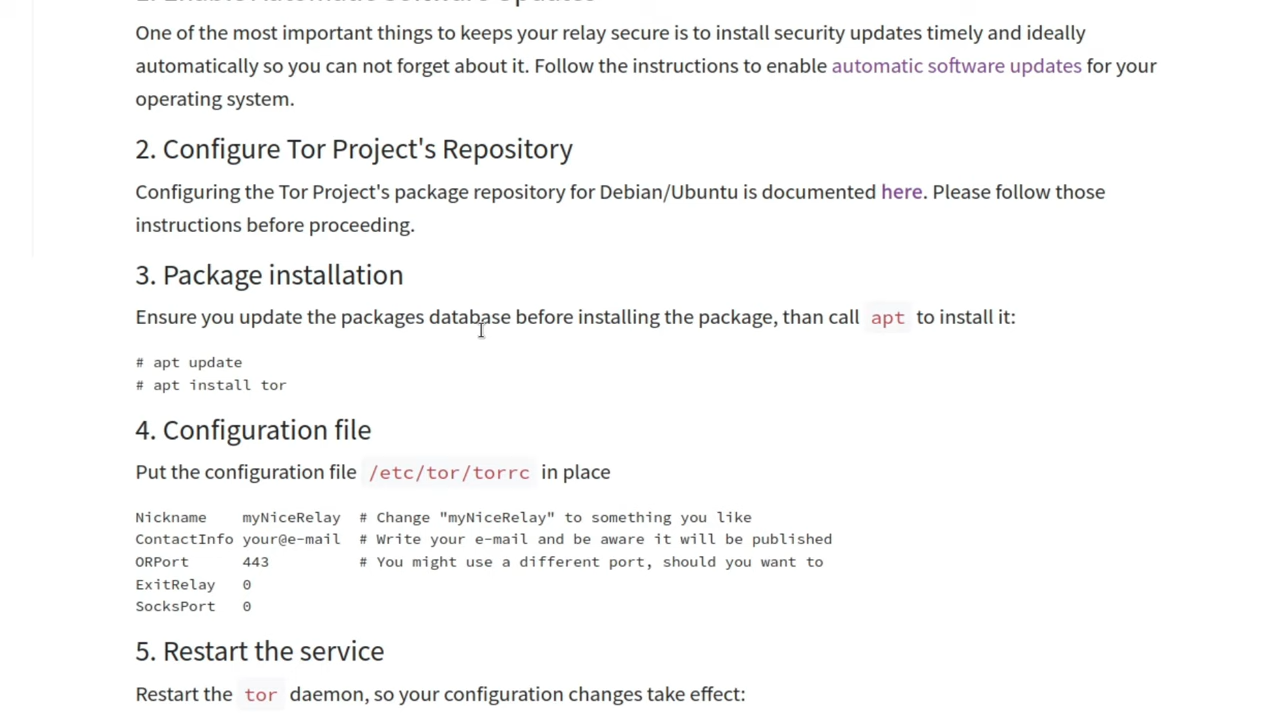 1. Enable Automatic Software Updates
One of the most important things to keeps your relay secure is to install security updates timely and ideally
automatically so you can not forget about it. Follow the instructions to enable automatic software updates for your
operating system.
2. Configure Tor Project's Repository
Configuring the Tor Project's package repository for Debian/Ubuntu is documented here. Please follow those
instructions before proceeding.
3. Package installation
Ensure you update the packages database before installing the package, than call apt to install it:
# apt update
# apt install tor
4. Configuration file
Put the configuration file /etc/tor/torrc in place
Nickname    myNiceRelay  # Change "myNiceRelay" to something you like
ContactInfo your@e-mail  # Write your e-mail and be aware it will be published
ORPort      443          # You might use a different port, should you want to
ExitRelay   0
SocksPort   0
5. Restart the service
Restart the tor daemon, so your configuration changes take effect: